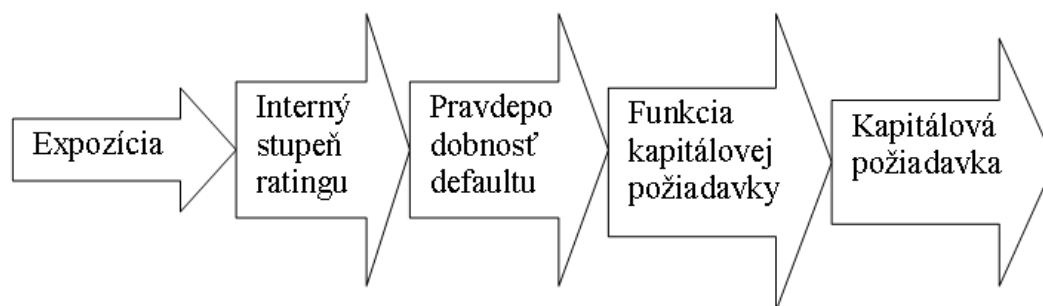 Expozícia
Interný
stupeň
ratingu
Pravdepo
dobnosť
defaultu
Funkcia
kapitálovej
požiadavky
Kapitálová
požiadavka